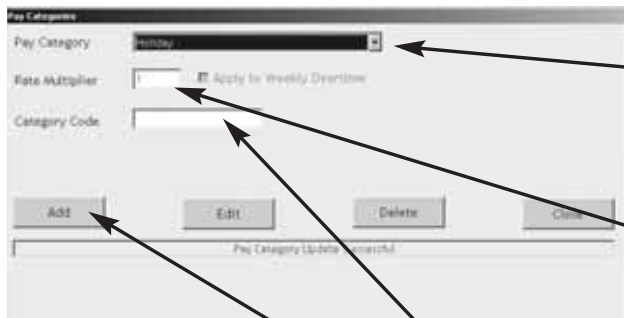 Pay Categories
Pay Category Holiday
Rate Multiplier 1 Apply to Weekly Overtime
Category Code
Add Edit Delete Close
Pay Category Update Successful